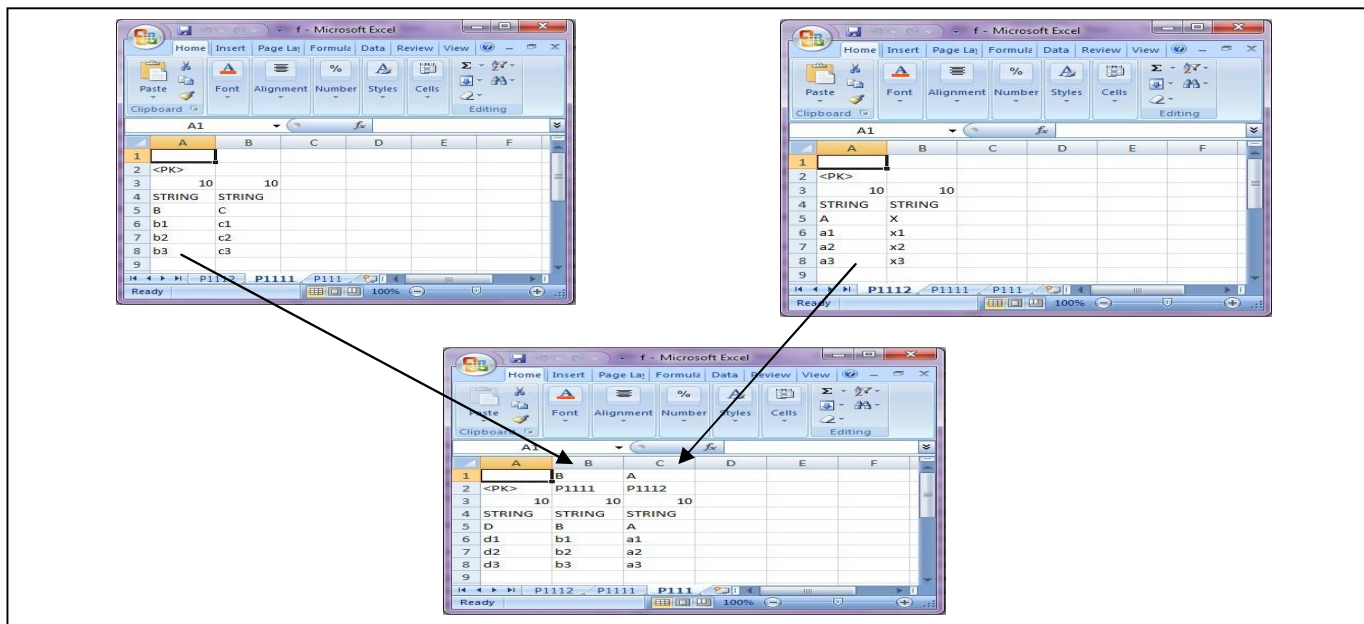 f - Microsoft Excel
Home Insert Page Lay Formula Data Review View
Paste Font Alignment Number Styles Cells Σ
Clipboard Editing
A1 fx
A B C D E F
1
2 <PK>
3 10 10
4 STRING STRING
5 B C
6 b1 c1
7 b2 c2
8 b3 c3
9
P1112 P1111 P111
Ready 100%
f - Microsoft Excel
Home Insert Page Lay Formula Data Review View
Paste Font Alignment Number Styles Cells Σ
Clipboard Editing
A1 fx
A B C D E F
1
2 <PK>
3 10 10
4 STRING STRING
5 A X
6 a1 x1
7 a2 x2
8 a3 x3
9
P1112 P1111 P111
Ready 100%
f - Microsoft Excel
Home Insert Page Lay Formula Data Review View
Paste Font Alignment Number Styles Cells Σ
Clipboard Editing
A1 fx
A B C D E F
1 B A
2 <PK> P1111 P1112
3 10 10 10
4 STRING STRING STRING
5 D B A
6 d1 b1 a1
7 d2 b2 a2
8 d3 b3 a3
9
P1112 P1111 P111
Ready 100%